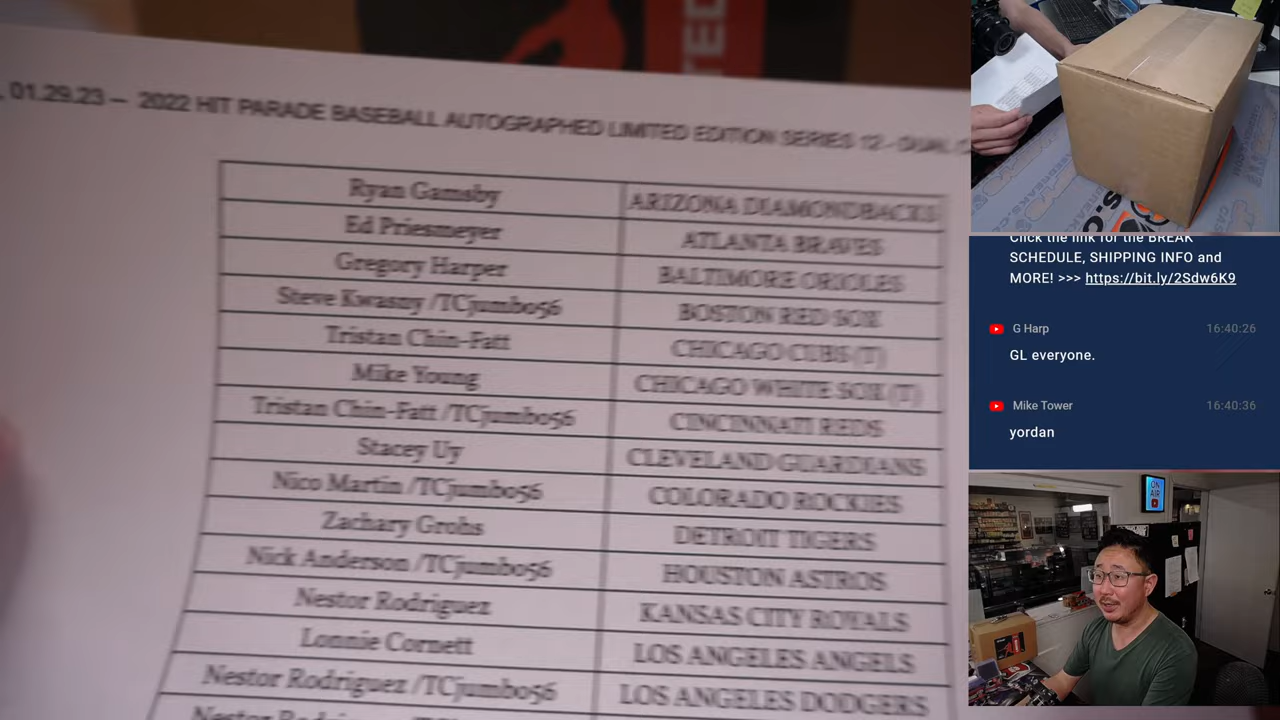 TED
, 01.29.23 – 2022 HIT PARADE BASEBALL AUTOGRAPHED LIMITED EDITION SERIES 12 - DUAL
Ryan Gamsby ARIZONA DIAMONDBACKS
Ed Priemeyer ATLANTA BRAVES
Gregory Harper BALTIMORE ORIOLES
Steve Kwasny /TCjumbo56 BOSTON RED SOX
Tristan Chin-Fatt CHICAGO CUBS (T)
Mike Young CHICAGO WHITE SOX (T)
Tristan Chin-Fatt /TCjumbo56 CINCINNATI REDS
Stacey Uy CLEVELAND GUARDIANS
Nico Martin /TCjumbo56 COLORADO ROCKIES
Zachary Grohs DETROIT TIGERS
Nick Anderson /TCjumbo56 HOUSTON ASTROS
Nestor Rodriguez KANSAS CITY ROYALS
Lonnie Cornett LOS ANGELES ANGELS
Nestor Rodriguez /TCjumbo56 LOS ANGELES DODGERS
Nestor
Click the link for the BREAK
SCHEDULE, SHIPPING INFO and
MORE! >>> https://bit.ly/2Sdw6K9
G Harp 16:40:26
GL everyone.
Mike Tower 16:40:36
yordan
ON
AIR